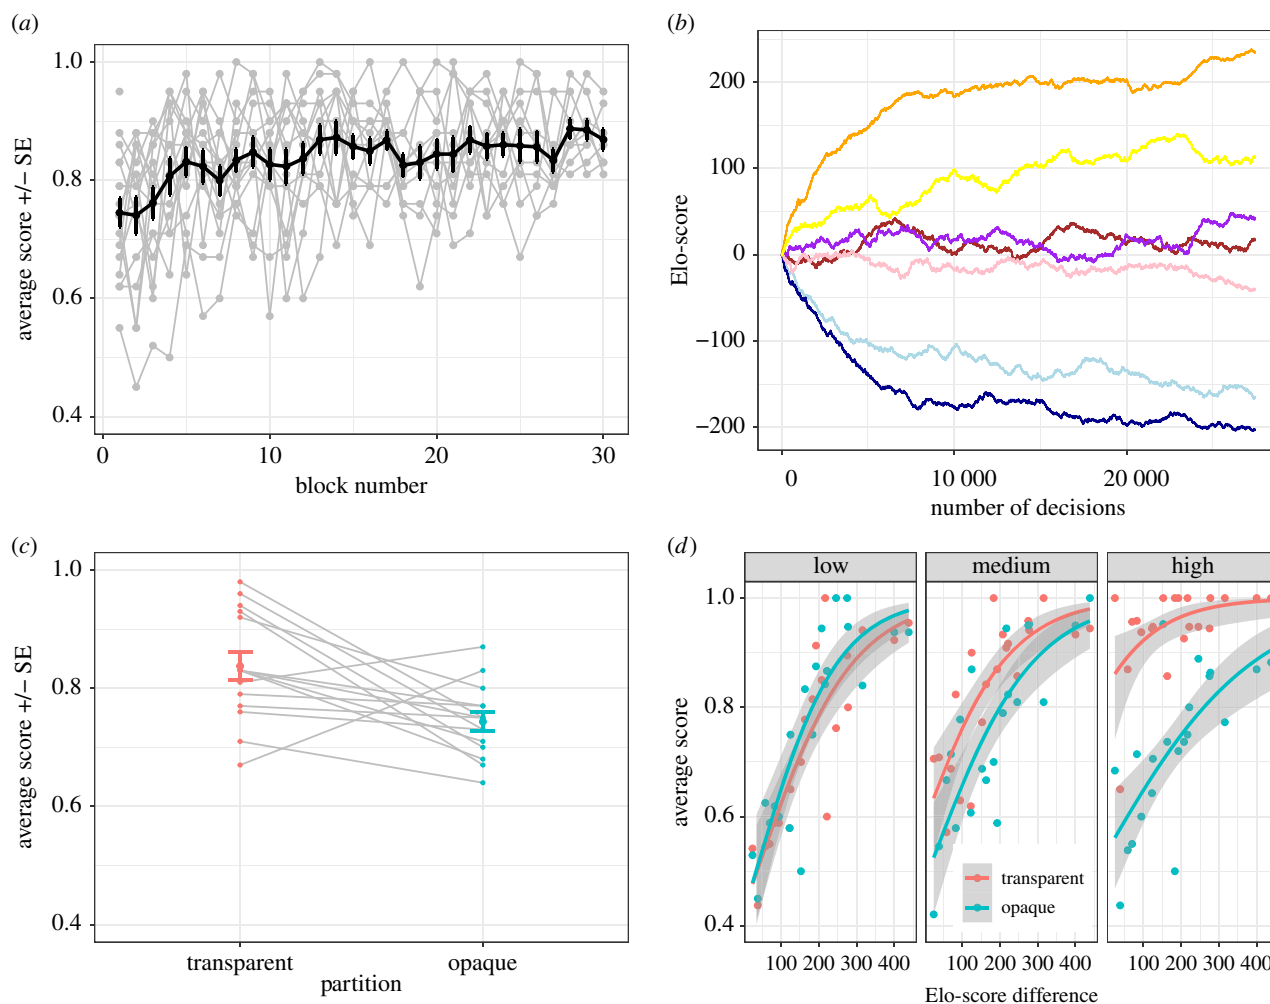 (a)
1.0
0.8
0.6
0.4
average score +/– SE
0
10
20
30
block number
(b)
200
100
0
−100
−200
Elo-score
0
10 000
20 000
number of decisions
(c)
1.0
0.8
0.6
0.4
average score +/– SE
transparent
opaque
partition
(d)
low
medium
high
1.0
0.8
0.6
0.4
average score
transparent
opaque
100 200 300 400
100 200 300 400
100 200 300 400
Elo-score difference